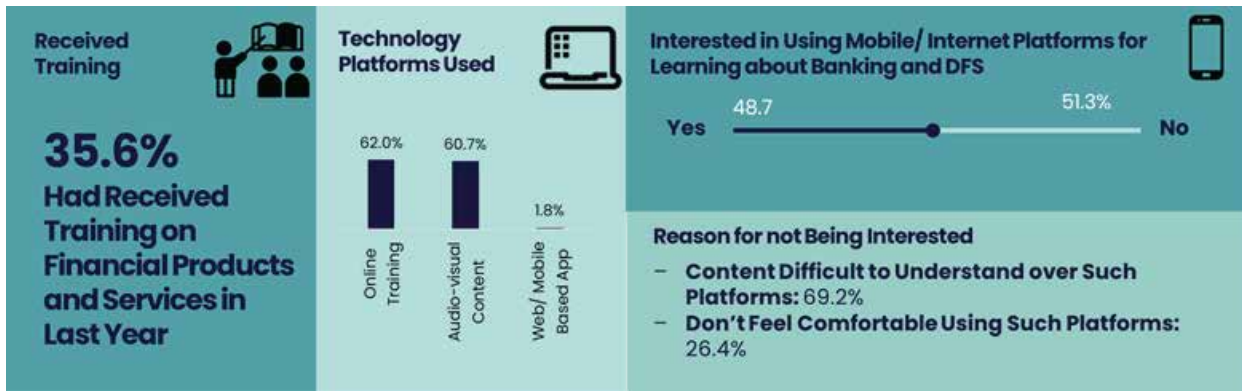 Received
Training
35.6%
Had Received
Training on
Financial Products
and Services in
Last Year
Technology
Platforms Used
62.0%
60.7%
1.8%
Online
Training
Audio-visual
Content
Web/ Mobile
Based App
Interested in Using Mobile/ Internet Platforms for
Learning about Banking and DFS
48.7
51.3%
Yes
No
Reason for not Being Interested
– Content Difficult to Understand over Such
Platforms: 69.2%
– Don't Feel Comfortable Using Such Platforms:
26.4%